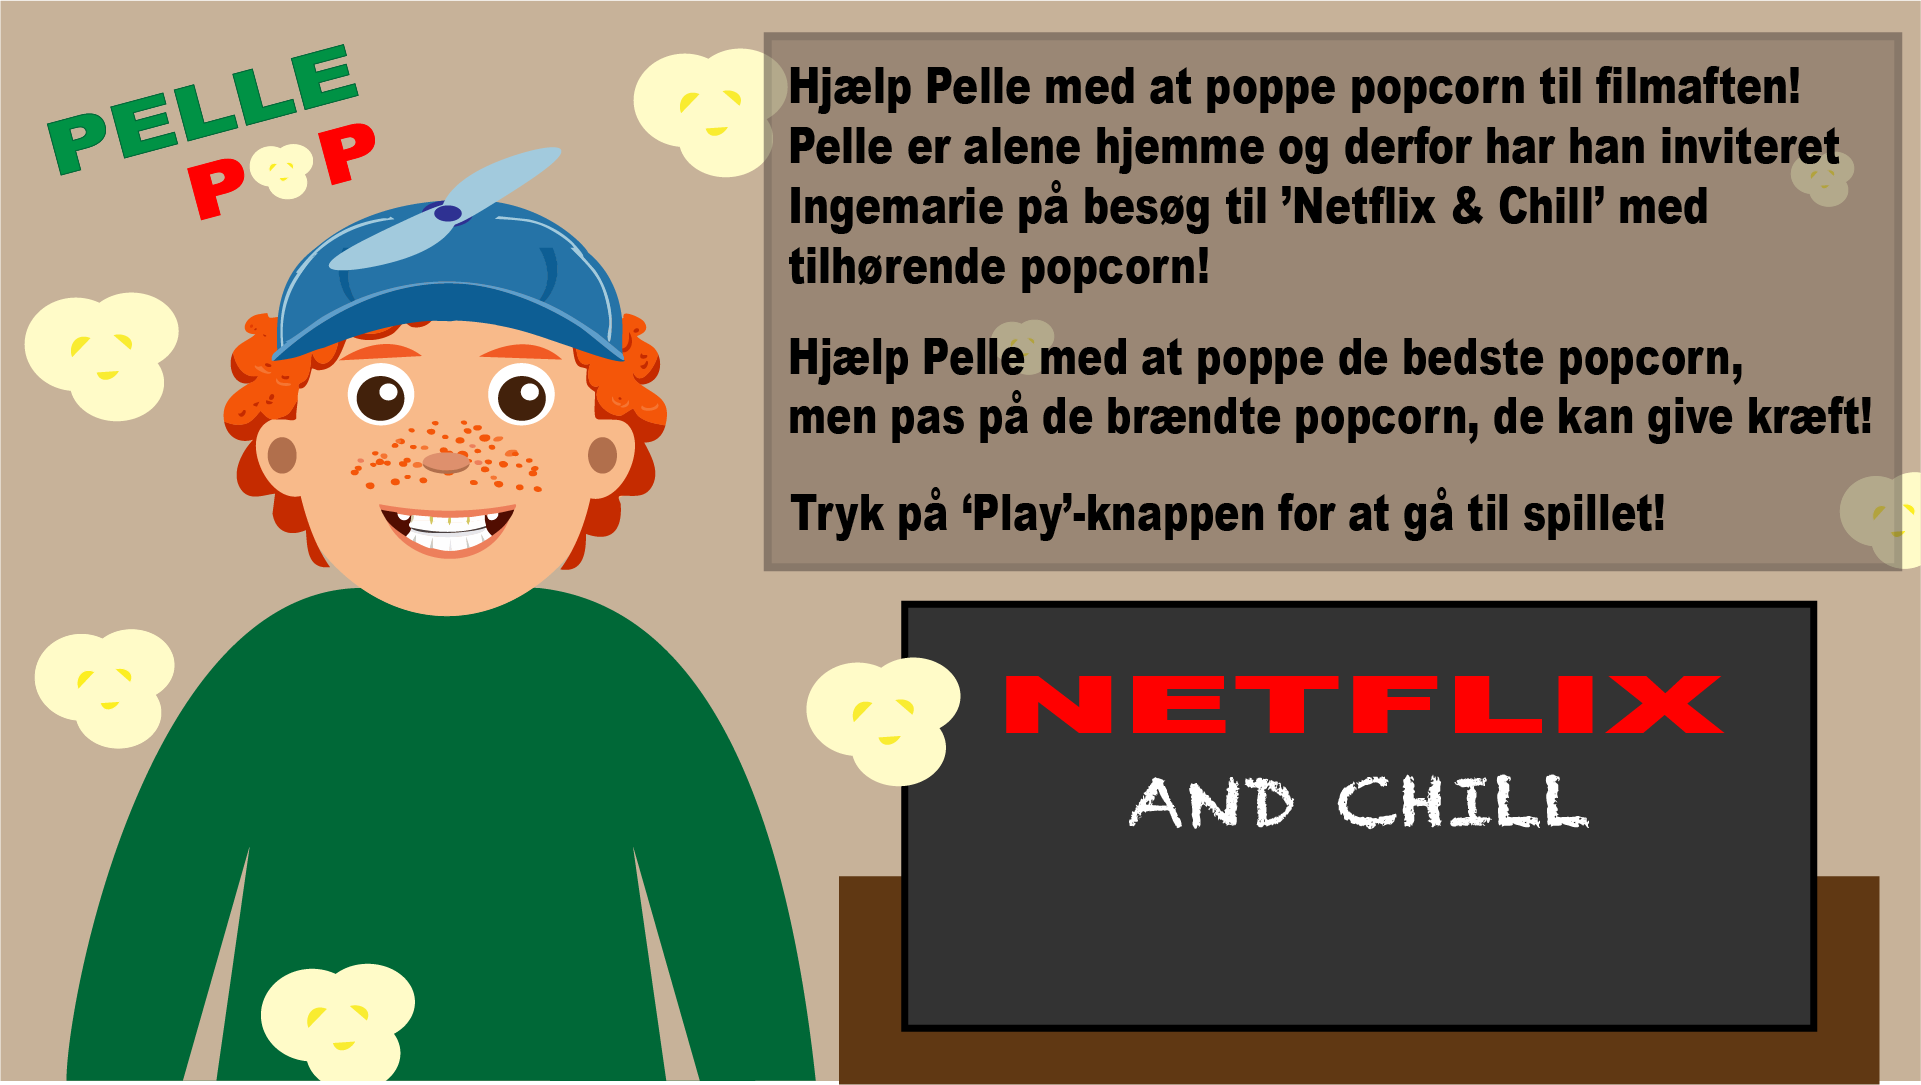 PELLE
POP
Hjælp Pelle med at poppe popcorn til filmaften!
Pelle er alene hjemme og derfor har han inviteret
Ingemarie på besøg til ’Netflix & Chill’ med
tilhørende popcorn!
Hjælp Pelle med at poppe de bedste popcorn,
men pas på de brændte popcorn, de kan give kræft!
Tryk på ‘Play’-knappen for at gå til spillet!
NETFLIX
AND CHILL